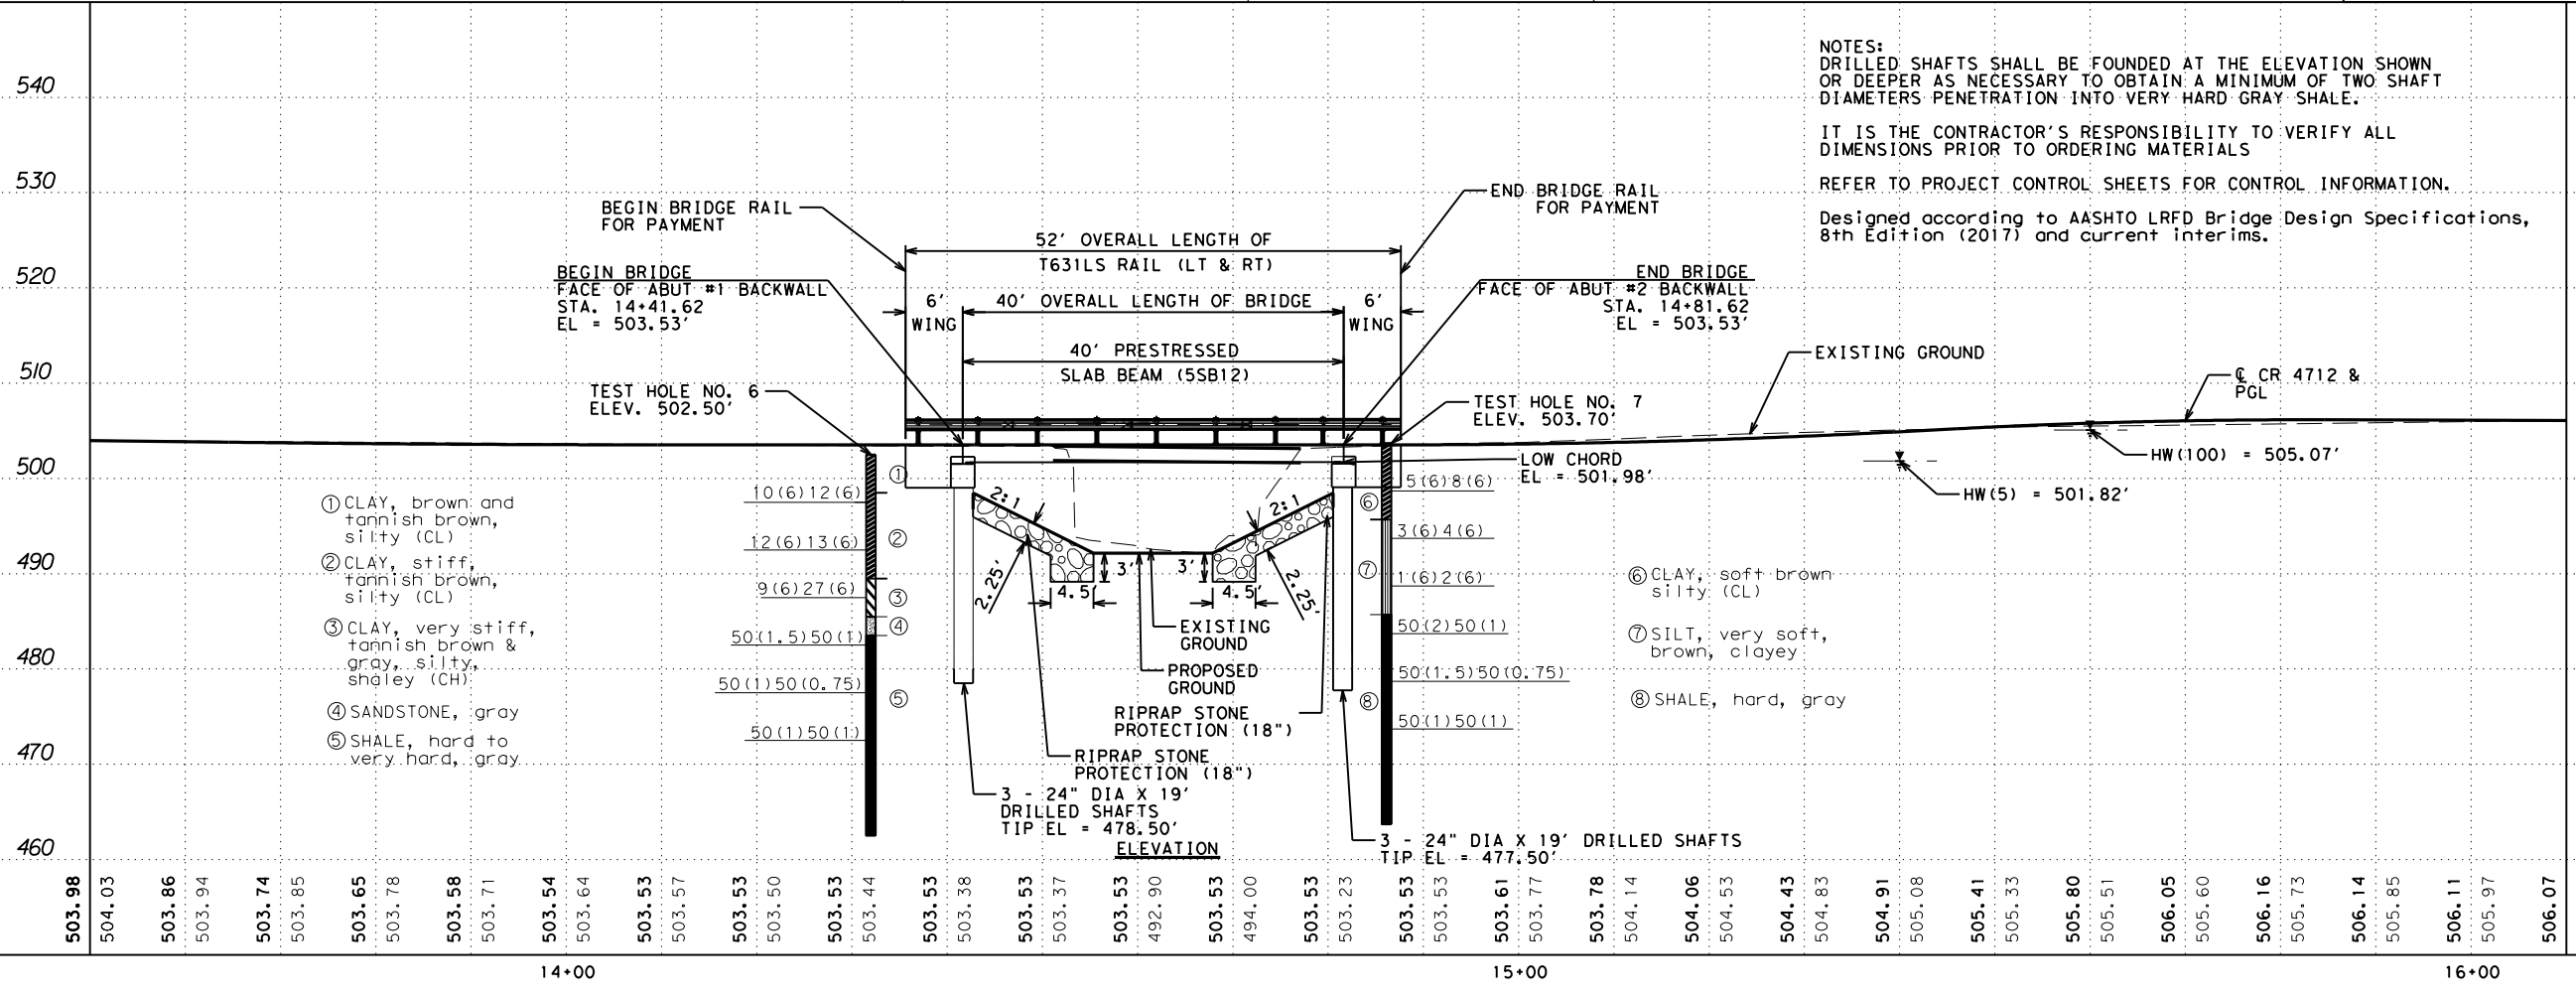 NOTES:
DRILLED SHAFTS SHALL BE FOUNDED AT THE ELEVATION SHOWN
OR DEEPER AS NECESSARY TO OBTAIN A MINIMUM OF TWO SHAFT
DIAMETERS PENETRATION INTO VERY HARD GRAY SHALE.
IT IS THE CONTRACTOR'S RESPONSIBILITY TO VERIFY ALL
DIMENSIONS PRIOR TO ORDERING MATERIALS
REFER TO PROJECT CONTROL SHEETS FOR CONTROL INFORMATION.
Designed according to AASHTO LRFD Bridge Design Specifications,
8th Edition (2017) and current interims.
540
530
520
510
500
490
480
470
460
BEGIN BRIDGE RAIL
FOR PAYMENT
END BRIDGE RAIL
FOR PAYMENT
52' OVERALL LENGTH OF
T631LS RAIL (LT & RT)
BEGIN BRIDGE
FACE OF ABUT #1 BACKWALL
STA. 14+41.62
EL = 503.53'
6'
WING
40' OVERALL LENGTH OF BRIDGE
6'
WING
END BRIDGE
FACE OF ABUT #2 BACKWALL
STA. 14+81.62
EL = 503.53'
40' PRESTRESSED
SLAB BEAM (5SB12)
TEST HOLE NO. 6
ELEV. 502.50'
TEST HOLE NO. 7
ELEV. 503.70'
EXISTING GROUND
℄ CR 4712 &
PGL
LOW CHORD
EL = 501.98'
HW(100) = 505.07'
HW(5) = 501.82'
① CLAY, brown and
tannish brown,
silty (CL)
② CLAY, stiff,
tannish brown,
silty (CL)
③ CLAY, very stiff,
tannish brown &
gray, silty,
shaley (CH)
④ SANDSTONE, gray
⑤ SHALE, hard to
very hard, gray
10(6)12(6)
12(6)13(6)
9(6)27(6)
50(1.5)50(1)
50(1)50(0.75)
50(1)50(1)
①
②
③
④
⑤
2:1
2:1
2.25'
3'
3'
4.5'
4.5'
2.25'
EXISTING
GROUND
PROPOSED
GROUND
RIPRAP STONE
PROTECTION (18")
RIPRAP STONE
PROTECTION (18")
3 - 24" DIA X 19'
DRILLED SHAFTS
TIP EL = 478.50'
ELEVATION
3 - 24" DIA X 19' DRILLED SHAFTS
TIP EL = 477.50'
⑥
⑦
⑧
5(6)8(6)
3(6)4(6)
1(6)2(6)
50(2)50(1)
50(1.5)50(0.75)
50(1)50(1)
⑥ CLAY, soft brown
silty (CL)
⑦ SILT, very soft,
brown, clayey
⑧ SHALE, hard, gray
503.98
504.03
503.86
503.94
503.74
503.85
503.65
503.78
503.58
503.71
503.54
503.64
503.53
503.57
503.53
503.50
503.53
503.44
503.53
503.38
503.53
503.37
503.53
492.90
503.53
494.00
503.53
503.23
503.53
503.53
503.61
503.77
503.78
504.14
504.06
504.53
504.43
504.83
504.91
505.08
505.41
505.33
505.80
505.51
506.05
505.60
506.16
505.73
506.14
505.85
506.11
505.97
506.07
14+00
15+00
16+00